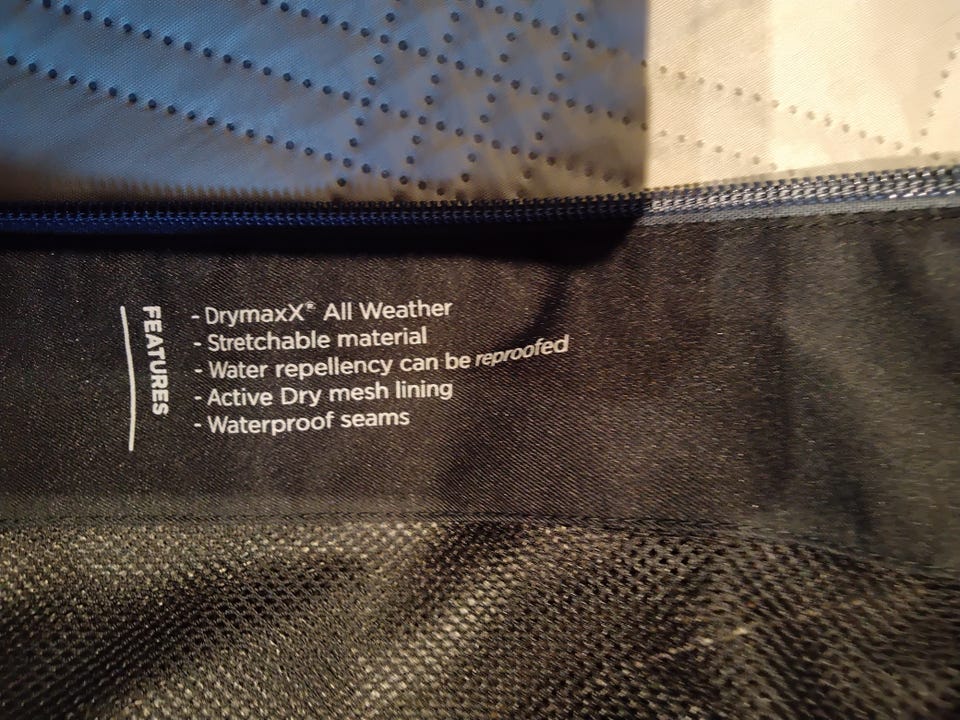 FEATURES
- DrymaxX® All Weather
- Stretchable material
- Water repellency can be reproofed
- Active Dry mesh lining
- Waterproof seams